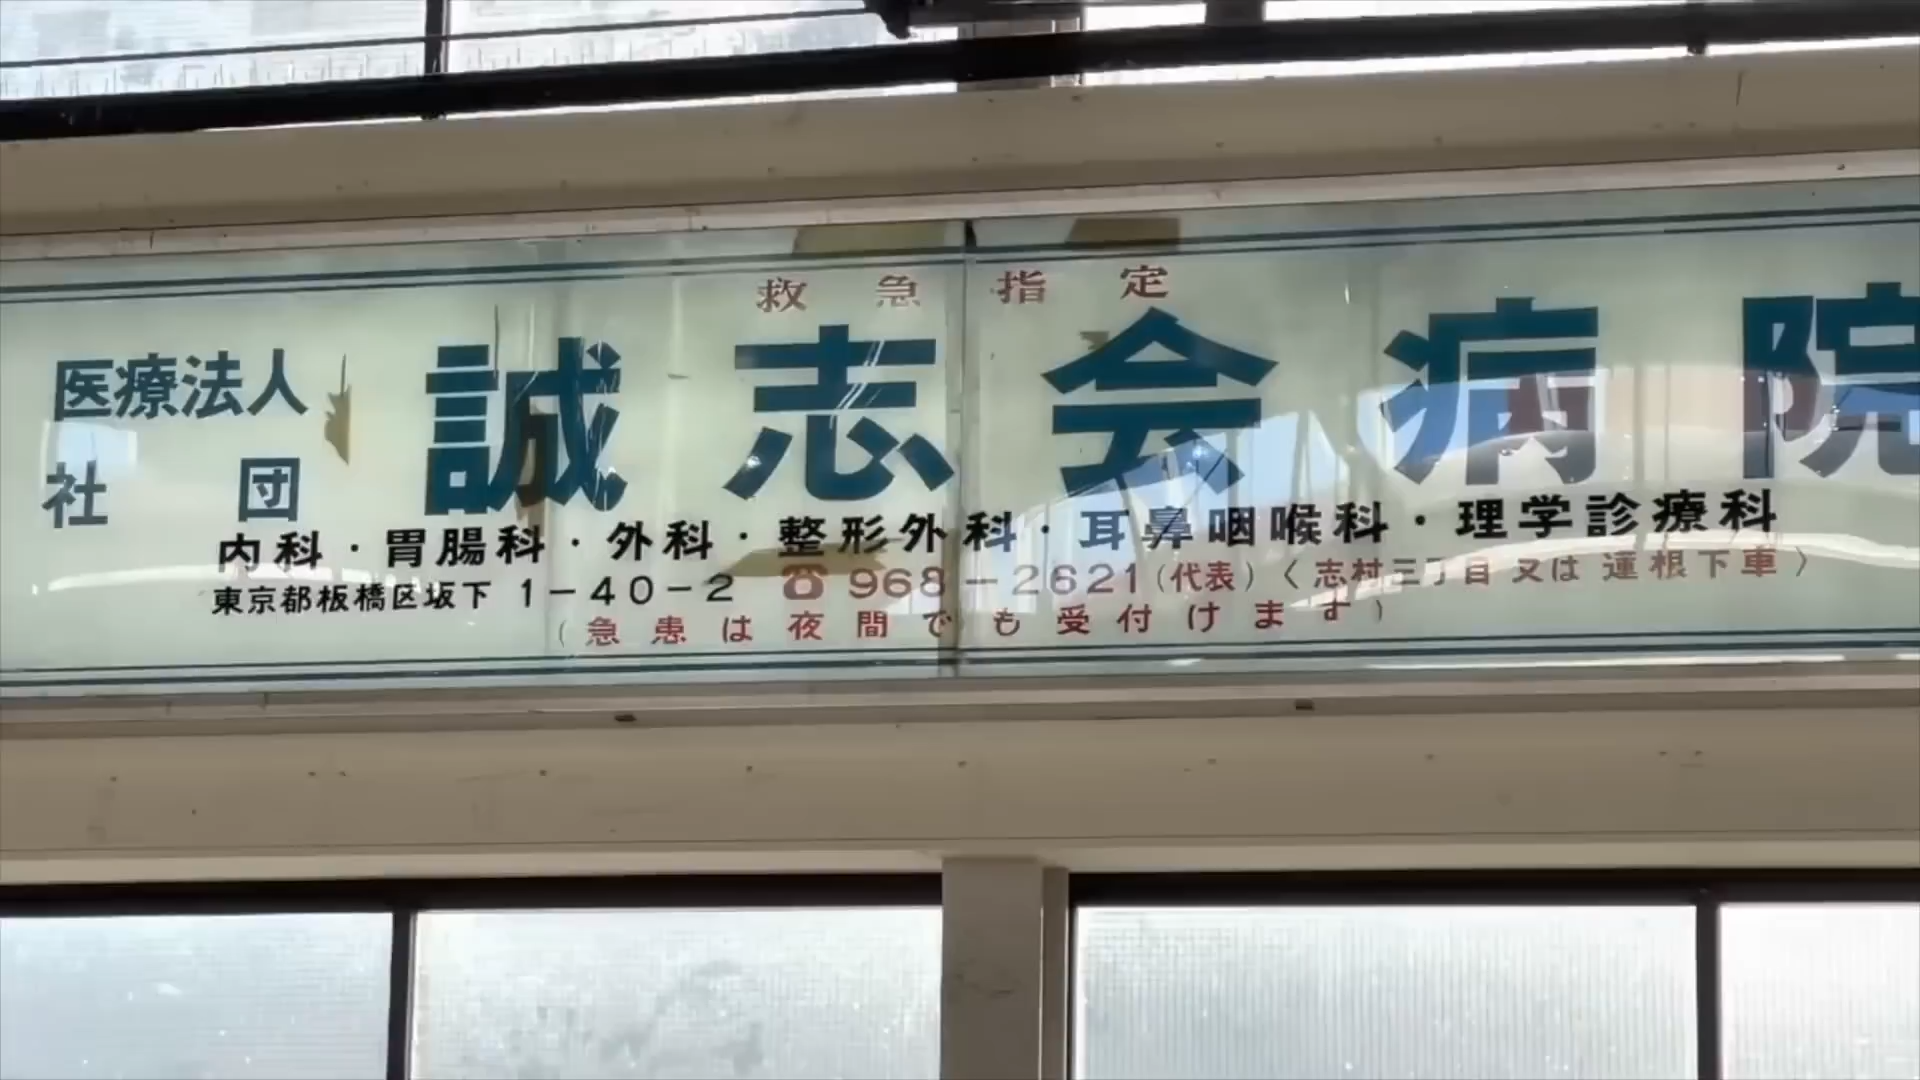 救急指定
医療法人
社団
誠志会病院
内科・胃腸科・外科・整形外科・耳鼻咽喉科・理学診療科
東京都板橋区坂下 1-40-2 ☎ 968-2621(代表)〈志村三丁目又は蓮根下車〉
(急患は夜間でも受付けます)